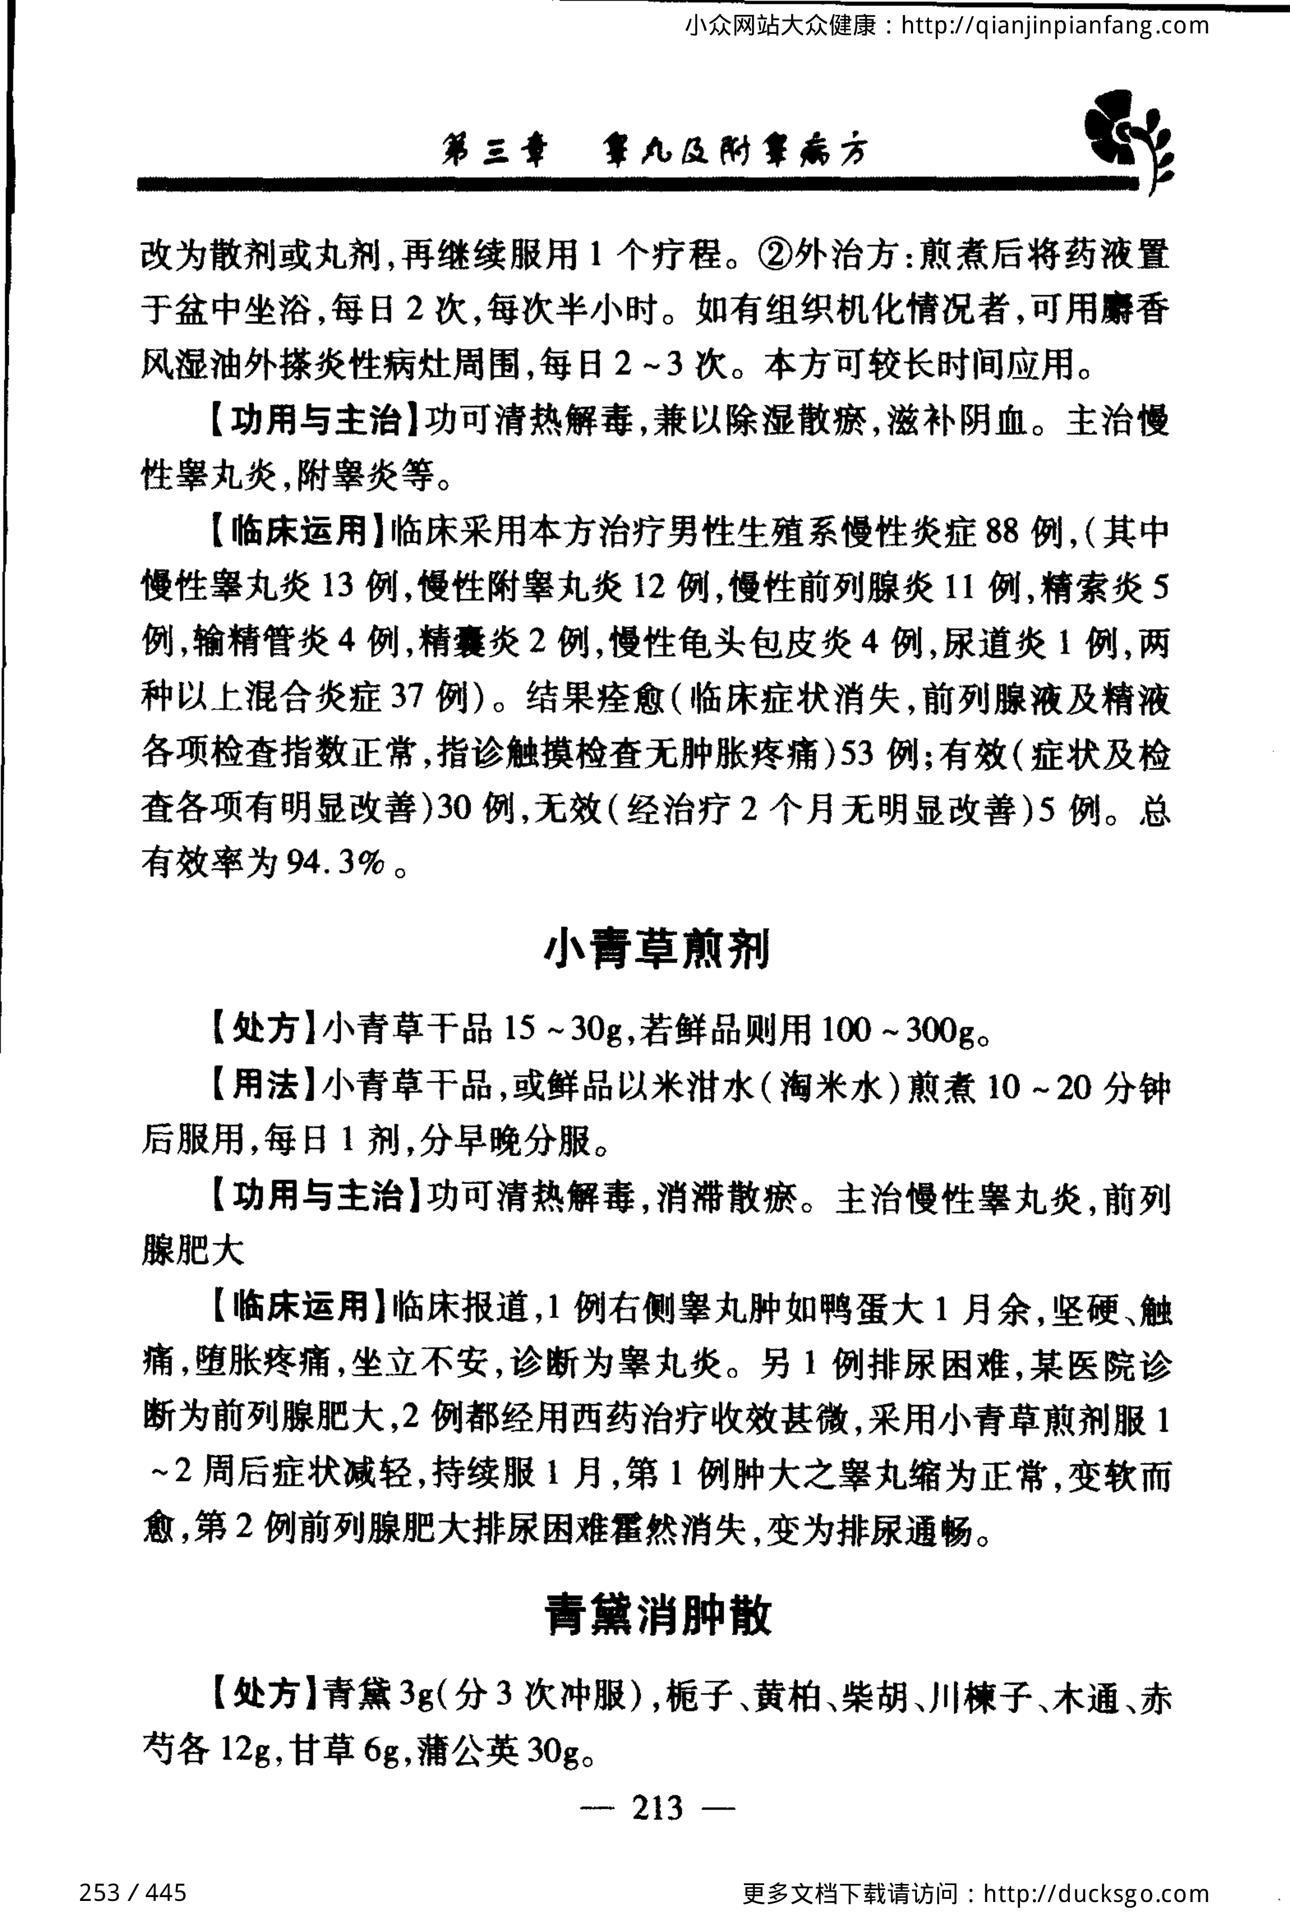 小众网站大众健康：http://qianjinpianfang.com
第三章 睾丸及附睾病方
改为散剂或丸剂,再继续服用1个疗程。②外治方:煎煮后将药液置
于盆中坐浴,每日2次,每次半小时。如有组织机化情况者,可用麝香
风湿油外搽炎性病灶周围,每日2~3次。本方可较长时间应用。
【功用与主治】功可清热解毒,兼以除湿散瘀,滋补阴血。主治慢
性睾丸炎,附睾炎等。
【临床运用】临床采用本方治疗男性生殖系慢性炎症88例,(其中
慢性睾丸炎13例,慢性附睾丸炎12例,慢性前列腺炎11例,精索炎5
例,输精管炎4例,精囊炎2例,慢性龟头包皮炎4例,尿道炎1例,两
种以上混合炎症37例)。结果痊愈(临床症状消失,前列腺液及精液
各项检查指数正常,指诊触摸检查无肿胀疼痛)53例;有效(症状及检
查各项有明显改善)30例,无效(经治疗2个月无明显改善)5例。总
有效率为94.3%。
小青草煎剂
【处方】小青草干品15~30g,若鲜品则用100~300g。
【用法】小青草干品,或鲜品以米泔水(淘米水)煎煮10~20分钟
后服用,每日1剂,分早晚分服。
【功用与主治】功可清热解毒,消滞散瘀。主治慢性睾丸炎,前列
腺肥大
【临床运用】临床报道,1例右侧睾丸肿如鸭蛋大1月余,坚硬、触
痛,堕胀疼痛,坐立不安,诊断为睾丸炎。另1例排尿困难,某医院诊
断为前列腺肥大,2例都经用西药治疗收效甚微,采用小青草煎剂服1
~2周后症状减轻,持续服1月,第1例肿大之睾丸缩为正常,变软而
愈,第2例前列腺肥大排尿困难霍然消失,变为排尿通畅。
青黛消肿散
【处方】青黛3g(分3次冲服),栀子、黄柏、柴胡、川楝子、木通、赤
芍各12g,甘草6g,蒲公英30g。
— 213 —
253 / 445
更多文档下载请访问：http://ducksgo.com